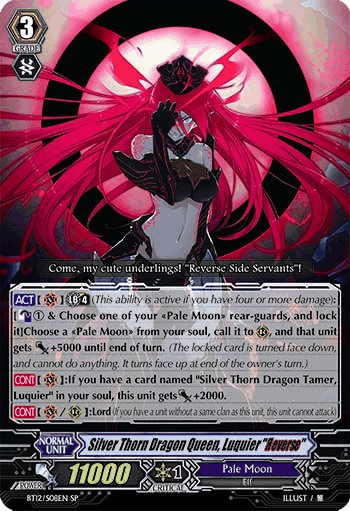 3
GRADE
Come, my cute underlings! "Reverse Side Servants"!
ACT [ ] LB 4 (This ability is active if you have four or more damage):
[ 1 & Choose one of your «Pale Moon» rear-guards, and lock
it]Choose a «Pale Moon» from your soul, call it to , and that unit
gets +5000 until end of turn. (The locked card is turned face down,
and cannot do anything. It turns face up at the end of the owner's turn.)
CONT [ ]:If you have a card named "Silver Thorn Dragon Tamer,
Luquier" in your soul, this unit gets +2000.
CONT [ / ]:Lord(If you have a unit without a same clan as this unit, this unit cannot attack)
NORMAL
UNIT
Silver Thorn Dragon Queen, Luquier "Reverse"
POWER
11000
1
CRITICAL
Pale Moon
Elf
BT12/S08EN SP
ILLUST /